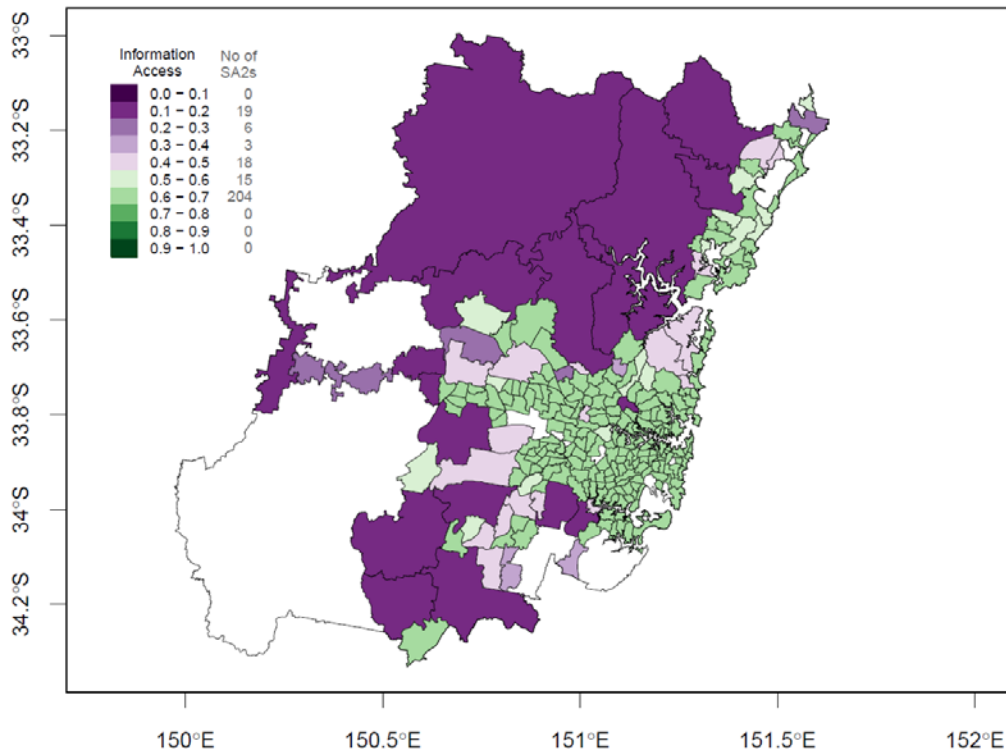 Information Access No of SA2s
0.0 – 0.1 0
0.1 – 0.2 19
0.2 – 0.3 6
0.3 – 0.4 3
0.4 – 0.5 18
0.5 – 0.6 15
0.6 – 0.7 204
0.7 – 0.8 0
0.8 – 0.9 0
0.9 – 1.0 0
33°S
33.2°S
33.4°S
33.6°S
33.8°S
34°S
34.2°S
150°E 150.5°E 151°E 151.5°E 152°E